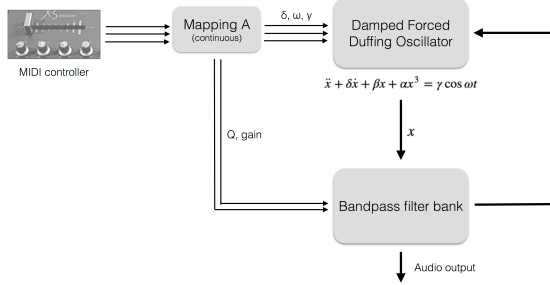 MIDI controller
Mapping A
(continuous)
δ, ω, γ
Damped Forced
Duffing Oscillator
ẍ + δẋ + βx + αx³ = γ cos ωt
x
Q, gain
Bandpass filter bank
Audio output